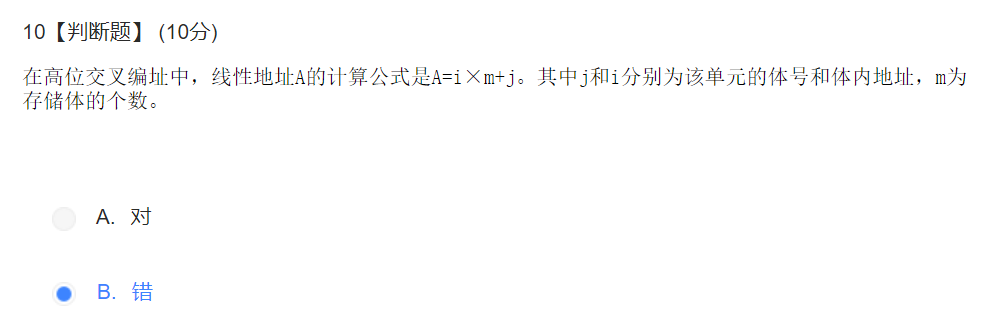 10【判断题】 (10分)
在高位交叉编址中，线性地址A的计算公式是A=i×m+j。其中j和i分别为该单元的体号和体内地址，m为
存储体的个数。
A. 对
B. 错